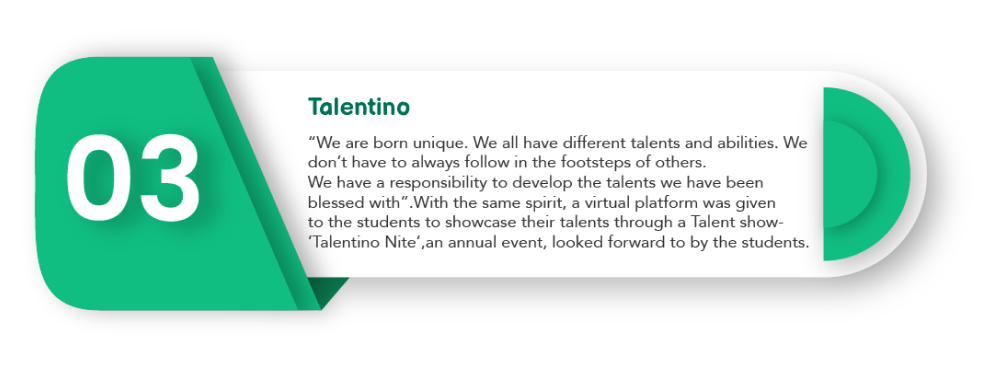 03
Talentino
“We are born unique. We all have different talents and abilities. We
don’t have to always follow in the footsteps of others.
We have a responsibility to develop the talents we have been
blessed with”.With the same spirit, a virtual platform was given
to the students to showcase their talents through a Talent show-
‘Talentino Nite’,an annual event, looked forward to by the students.